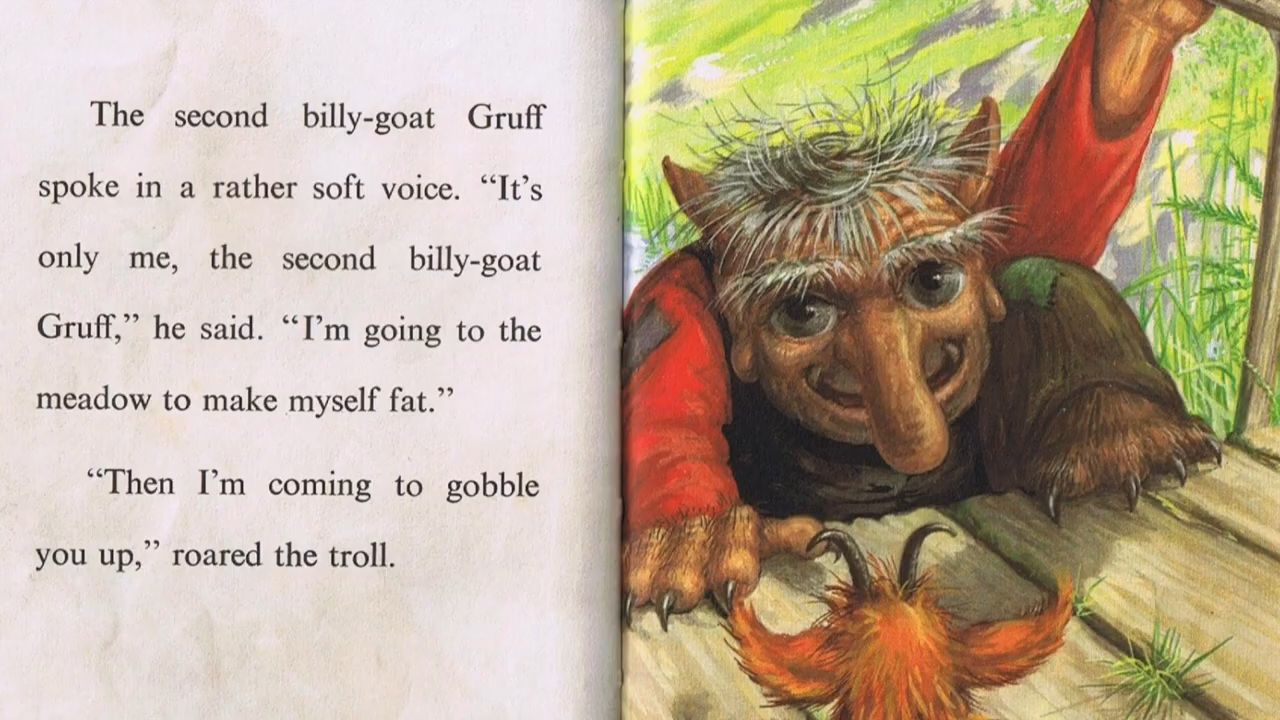 The second billy-goat Gruff
spoke in a rather soft voice. “It’s
only me, the second billy-goat
Gruff,” he said. “I’m going to the
meadow to make myself fat.”
“Then I’m coming to gobble
you up,” roared the troll.